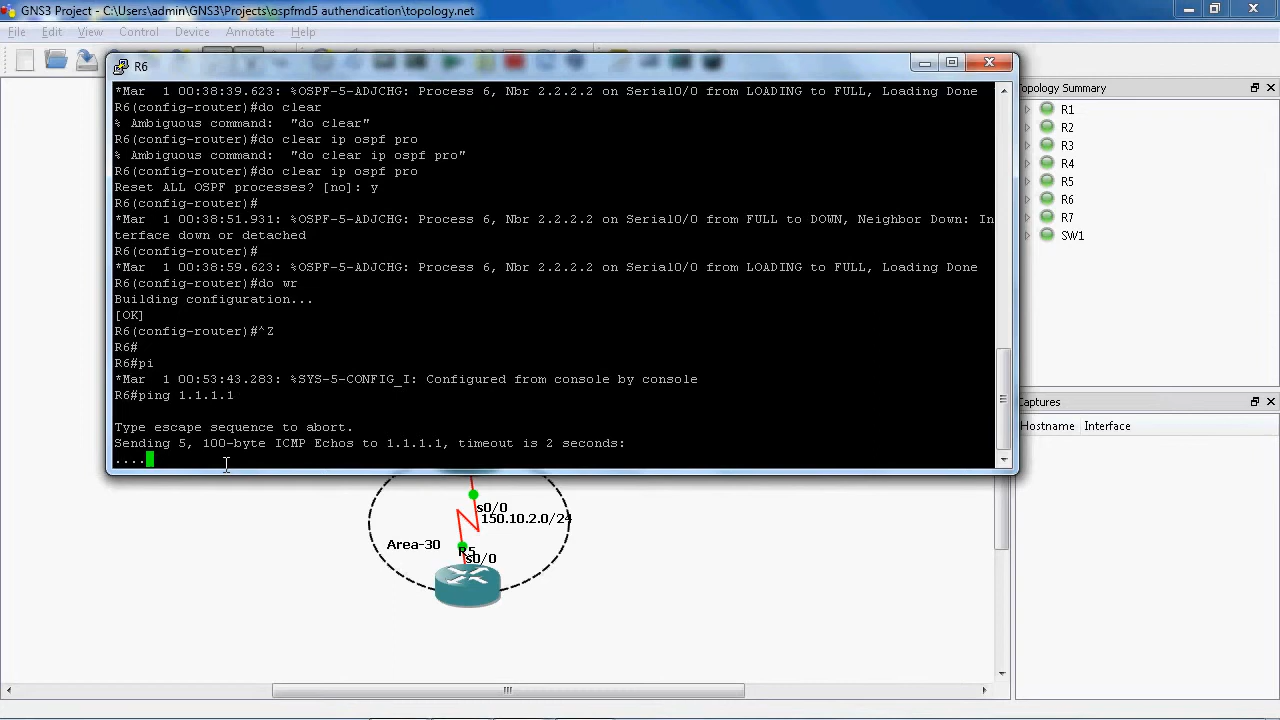 GNS3 Project - C:\Users\admin\GNS3\Projects\ospfmd5 authendication\topology.net
File Edit View Control Device Annotate Help
R6
*Mar  1 00:38:39.623: %OSPF-5-ADJCHG: Process 6, Nbr 2.2.2.2 on Serial0/0 from LOADING to FULL, Loading Done
R6(config-router)#do clear
% Ambiguous command:  "do clear"
R6(config-router)#do clear ip ospf pro
% Ambiguous command:  "do clear ip ospf pro"
R6(config-router)#do clear ip ospf pro
Reset ALL OSPF processes? [no]: y
R6(config-router)#
*Mar  1 00:38:51.931: %OSPF-5-ADJCHG: Process 6, Nbr 2.2.2.2 on Serial0/0 from FULL to DOWN, Neighbor Down: In
terface down or detached
R6(config-router)#
*Mar  1 00:38:59.623: %OSPF-5-ADJCHG: Process 6, Nbr 2.2.2.2 on Serial0/0 from LOADING to FULL, Loading Done
R6(config-router)#do wr
Building configuration...
[OK]
R6(config-router)#^Z
R6#
R6#pi
*Mar  1 00:53:43.283: %SYS-5-CONFIG_I: Configured from console by console
R6#ping 1.1.1.1
Type escape sequence to abort.
Sending 5, 100-byte ICMP Echos to 1.1.1.1, timeout is 2 seconds:
....
Topology Summary
R1
R2
R3
R4
R5
R6
R7
SW1
Captures
Hostname Interface
s0/0
150.10.2.0/24
Area-30
R5
s0/0